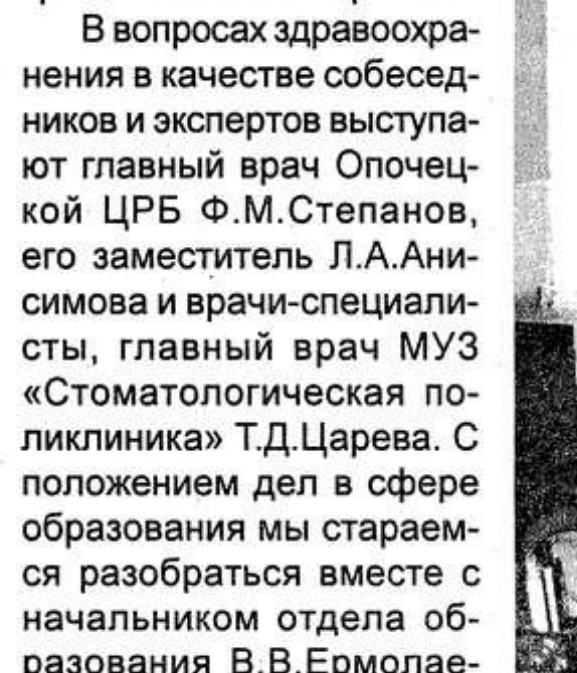 В вопросах здравоохра-
нения в качестве собесед-
ников и экспертов выступа-
ют главный врач Опочец-
кой ЦРБ Ф.М.Степанов,
его заместитель Л.А.Ани-
симова и врачи-специали-
сты, главный врач МУЗ
«Стоматологическая по-
ликлиника» Т.Д.Царева. С
положением дел в сфере
образования мы стараем-
ся разобраться вместе с
начальником отдела об-
разования В.В.Ермолае-